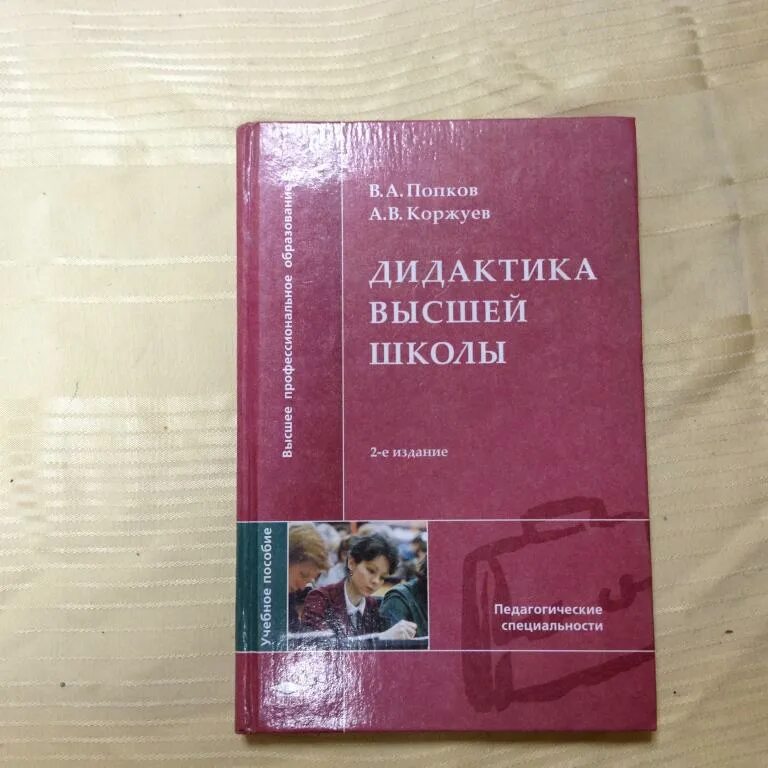 В. А. Попков
А. В. Коржуев
ДИДАКТИКА
ВЫСШЕЙ
ШКОЛЫ
2-е издание
Высшее профессиональное образование
Учебное пособие
Педагогические
специальности